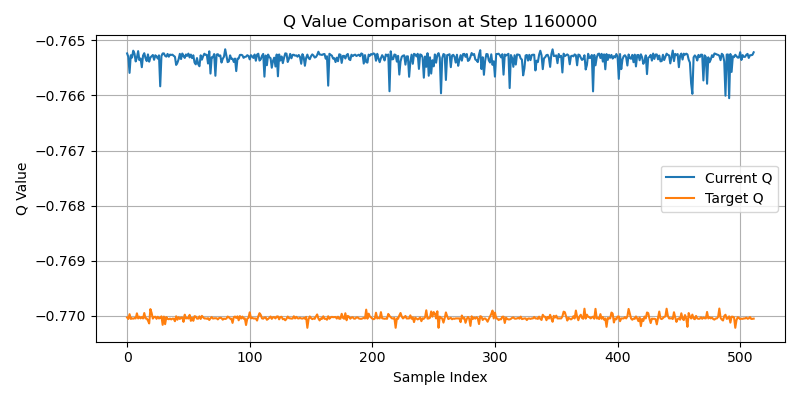 Q Value Comparison at Step 1160000
Q Value
−0.765
−0.766
−0.767
−0.768
−0.769
−0.770
Current Q
Target Q
0
100
200
300
400
500
Sample Index